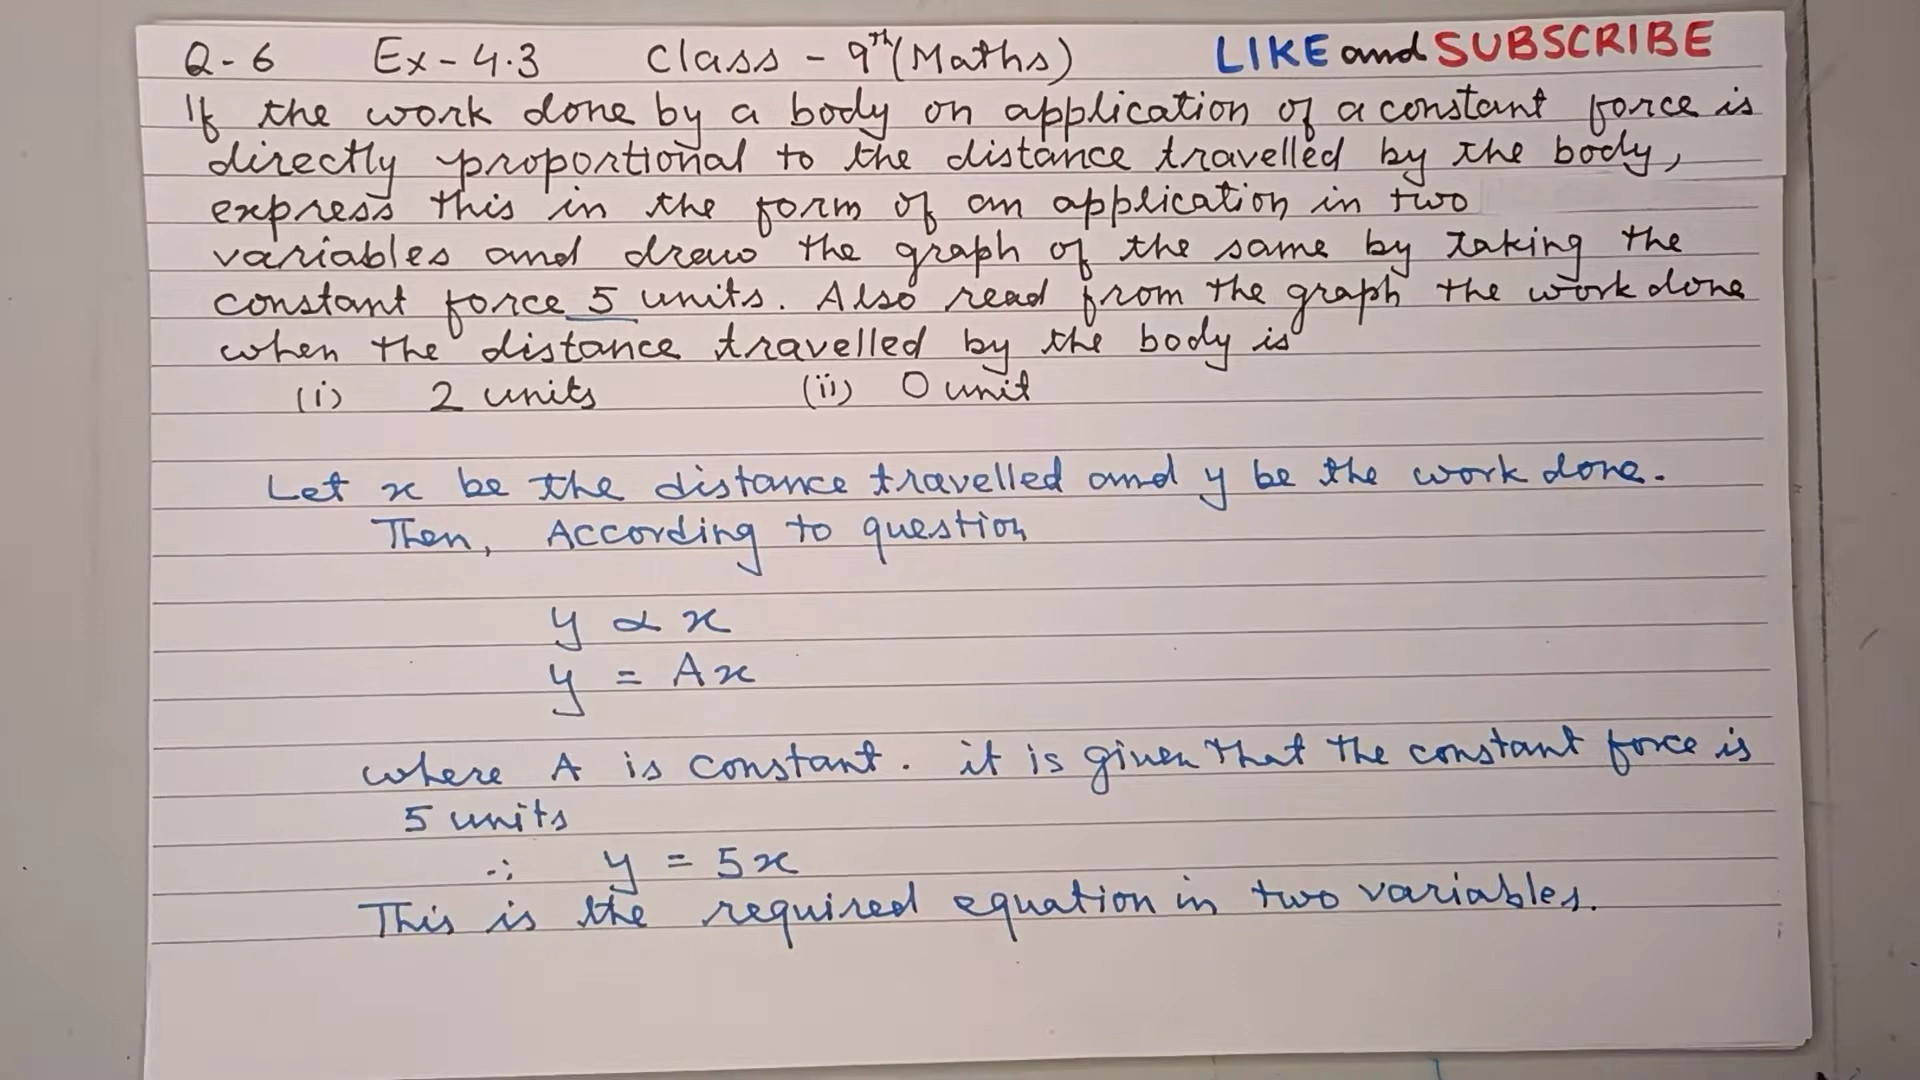 Q-6 Ex-4.3 Class-9th (Maths) LIKE and SUBSCRIBE
If the work done by a body on application of a constant force is
directly proportional to the distance travelled by the body,
express this in the form of an application in two
variables and draw the graph of the same by taking the
constant force 5 units. Also read from the graph the work done
when the distance travelled by the body is
(i) 2 units (ii) 0 unit
Let x be the distance travelled and y be the work done.
Then, According to question
y ∝ x
y = Ax
where A is constant. it is given that the constant force is
5 units
∴ y = 5x
This is the required equation in two variables.